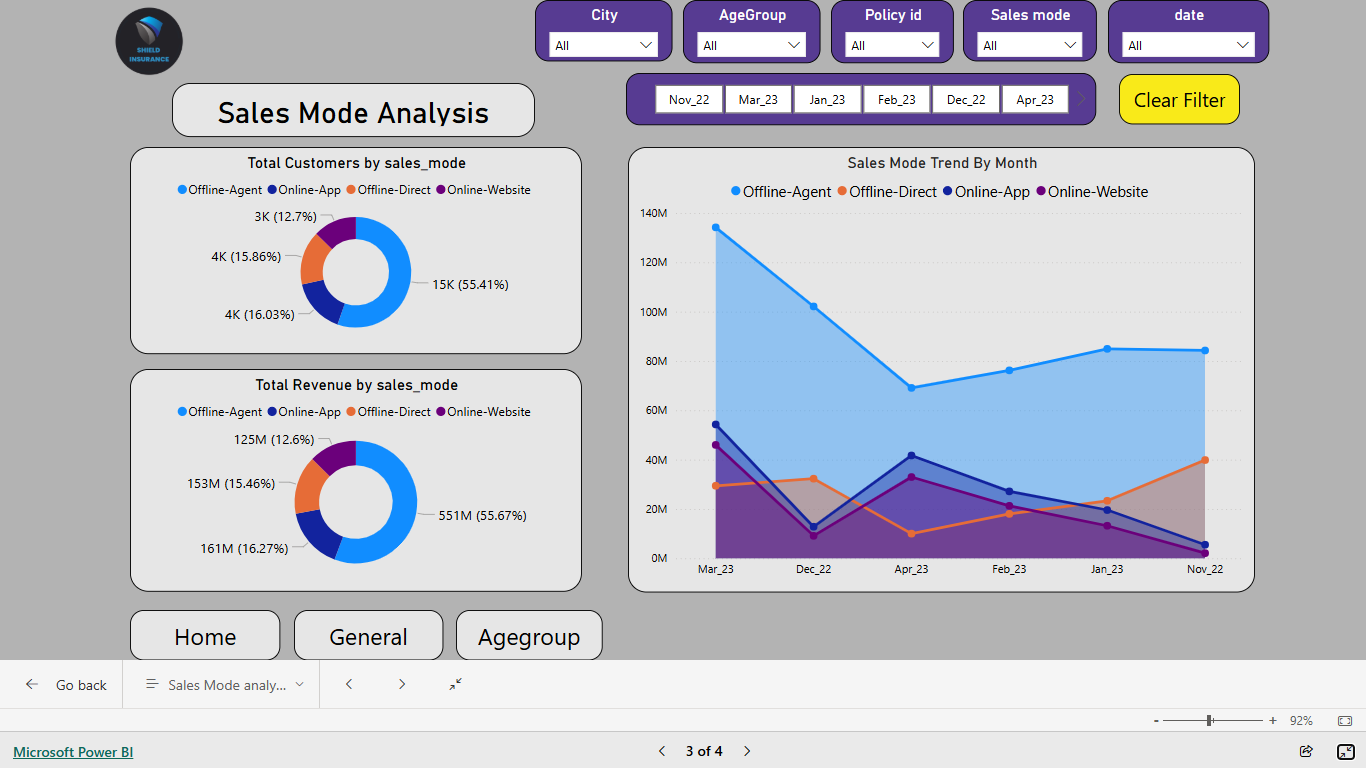 SHIELD
INSURANCE
City AgeGroup Policy id Sales mode date
All All All All All
Nov_22 Mar_23 Jan_23 Feb_23 Dec_22 Apr_23
Clear Filter
Sales Mode Analysis
Total Customers by sales_mode
Offline-Agent Online-App Offline-Direct Online-Website
3K (12.7%)
4K (15.86%)
15K (55.41%)
4K (16.03%)
Total Revenue by sales_mode
Offline-Agent Online-App Offline-Direct Online-Website
125M (12.6%)
153M (15.46%)
551M (55.67%)
161M (16.27%)
Sales Mode Trend By Month
Offline-Agent Offline-Direct Online-App Online-Website
140M
120M
100M
80M
60M
40M
20M
0M
Mar_23 Dec_22 Apr_23 Feb_23 Jan_23 Nov_22
Home General Agegroup
Go back Sales Mode analy...
- + 92%
Microsoft Power BI 3 of 4